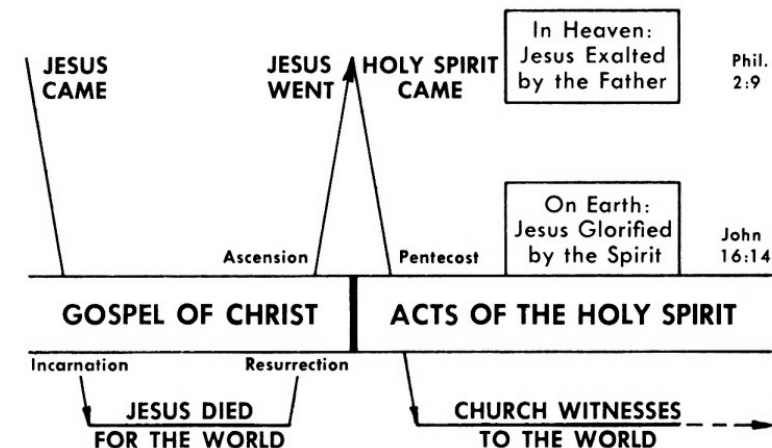 JESUS
CAME
JESUS
WENT
HOLY SPIRIT
CAME
In Heaven:
Jesus Exalted
by the Father
Phil.
2:9
On Earth:
Jesus Glorified
by the Spirit
John
16:14
Ascension
Pentecost
GOSPEL OF CHRIST
ACTS OF THE HOLY SPIRIT
Incarnation
Resurrection
JESUS DIED
FOR THE WORLD
CHURCH WITNESSES
TO THE WORLD